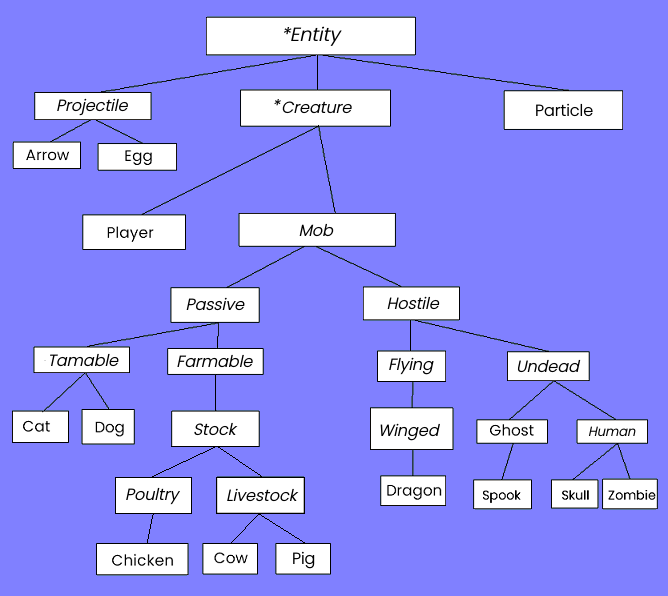 *Entity
Projectile
*Creature
Particle
Arrow
Egg
Player
Mob
Passive
Hostile
Tamable
Farmable
Flying
Undead
Cat
Dog
Stock
Winged
Ghost
Human
Poultry
Livestock
Dragon
Spook
Skull
Zombie
Chicken
Cow
Pig